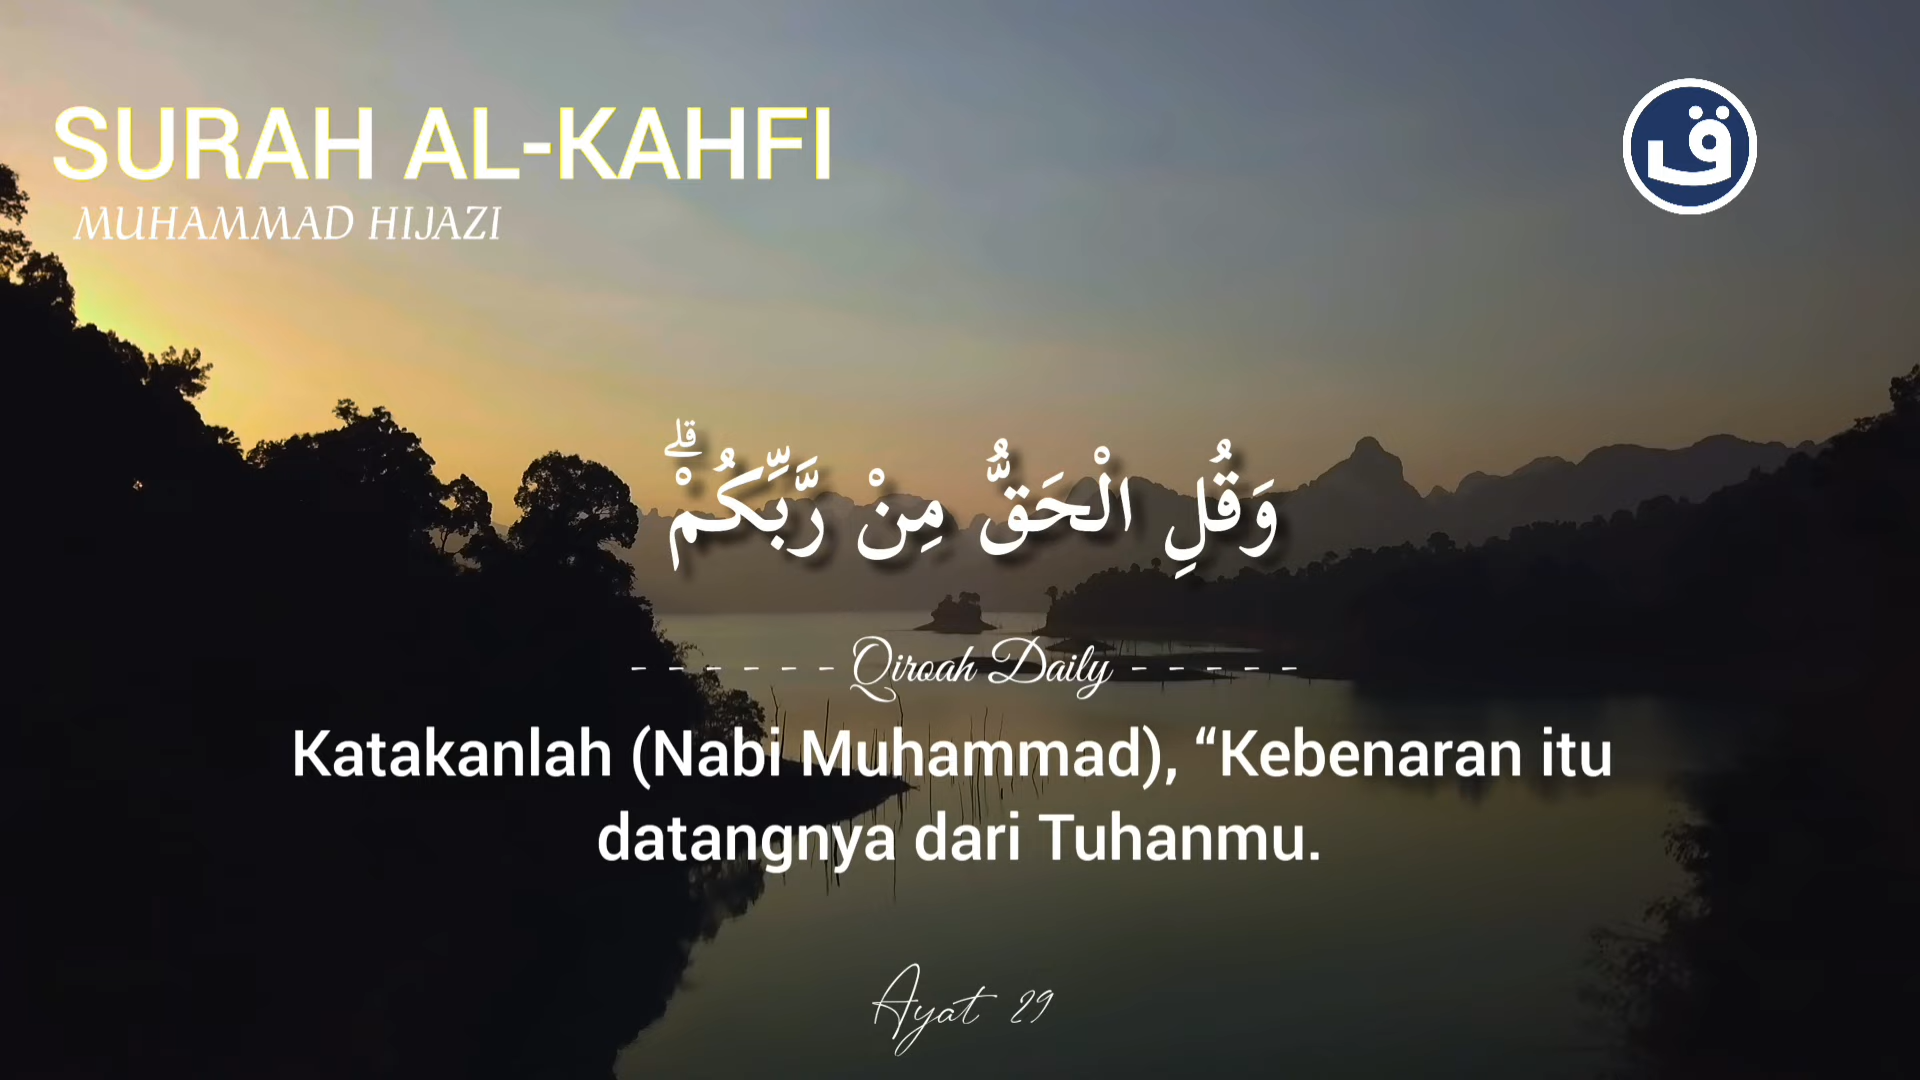 SURAH AL-KAHFI
MUHAMMAD HIJAZI
ق
وَقُلِ الْحَقُّ مِنْ رَّبِّكُمْۗ
- - - - - - Qiroah Daily - - - - -
Katakanlah (Nabi Muhammad), “Kebenaran itu
datangnya dari Tuhanmu.
Ayat 29